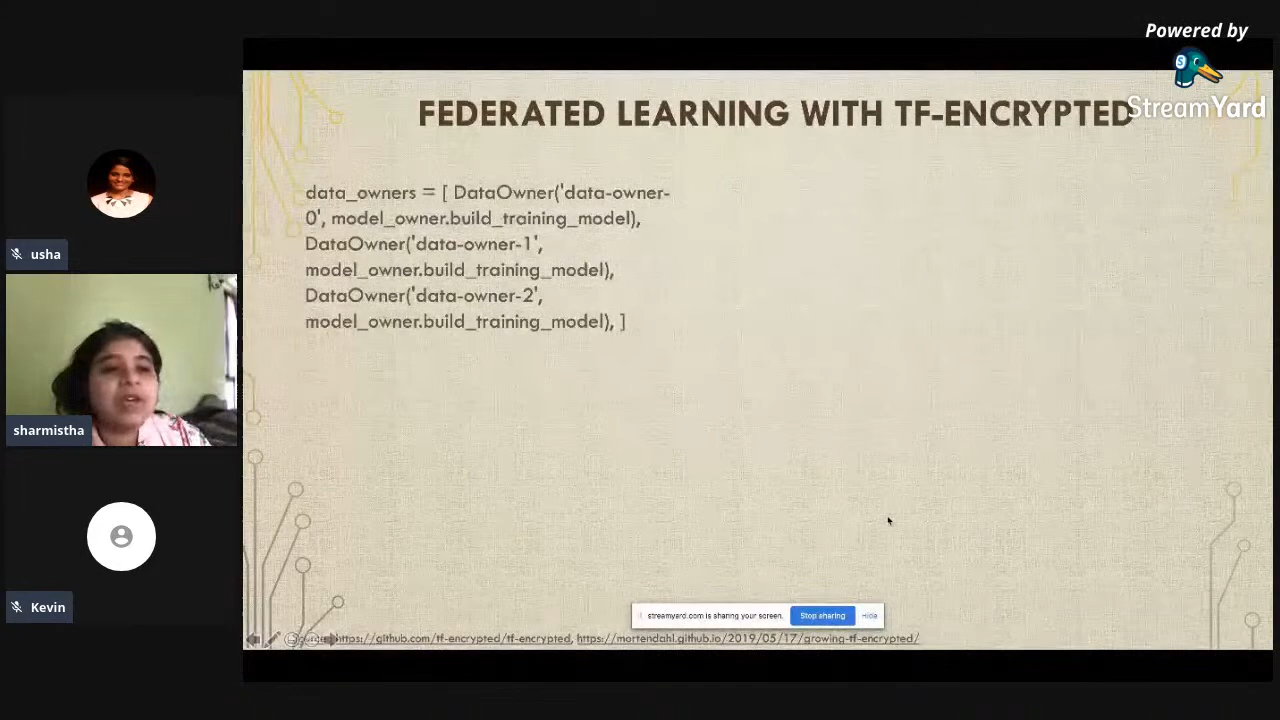 Powered by
StreamYard
FEDERATED LEARNING WITH TF-ENCRYPTED
data_owners = [ DataOwner('data-owner-
0', model_owner.build_training_model),
DataOwner('data-owner-1',
model_owner.build_training_model),
DataOwner('data-owner-2',
model_owner.build_training_model), ]
usha
sharmistha
Kevin
streamyard.com is sharing your screen.
Stop sharing
Hide
https://github.com/tf-encrypted/tf-encrypted, https://mortendahl.github.io/2019/05/17/growing-tf-encrypted/